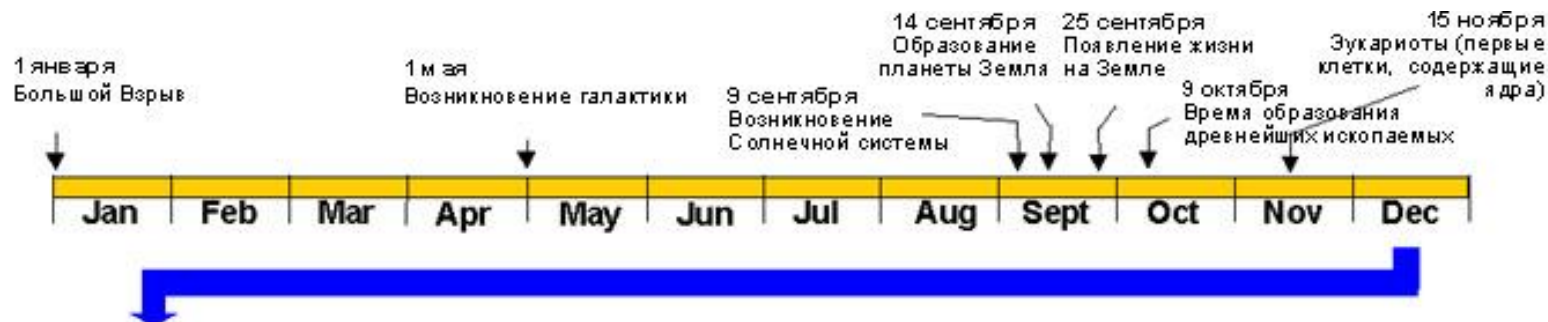 1 января
Большой Взрыв
1 мая
Возникновение галактики
9 сентября
Возникновение
Солнечной системы
14 сентября
Образование
планеты Земля
25 сентября
Появление жизни
на Земле
9 октября
Время образования
древнейших ископаемых
15 ноября
Эукариоты (первые
клетки, содержащие
ядра)
Jan Feb Mar Apr May Jun Jul Aug Sept Oct Nov Dec